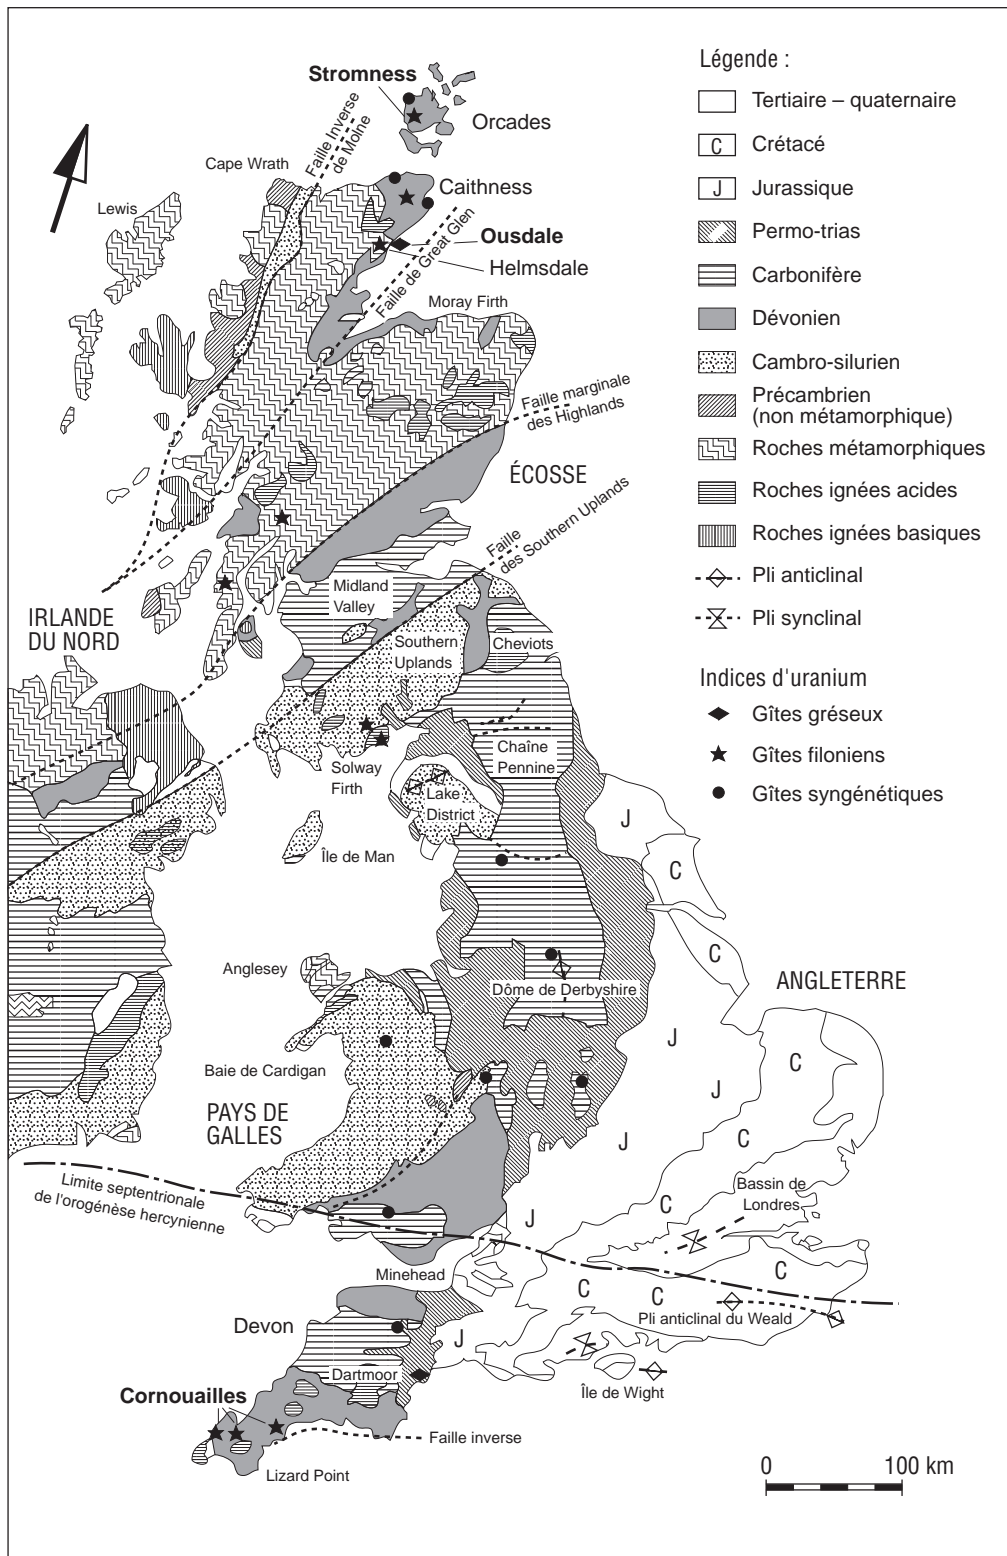 Légende :
Tertiaire – quaternaire
C
Crétacé
J
Jurassique
Permo-trias
Carbonifère
Dévonien
Cambro-silurien
Précambrien
(non métamorphique)
Roches métamorphiques
Roches ignées acides
Roches ignées basiques
Pli anticlinal
Pli synclinal
Indices d'uranium
Gîtes gréseux
Gîtes filoniens
Gîtes syngénétiques
Stromness
Orcades
Faille Inverse
de Moine
Cape Wrath
Caithness
Lewis
Ousdale
Helmsdale
Faille de Great Glen
Moray Firth
Faille marginale
des Highlands
ÉCOSSE
Faille
des Southern Uplands
Midland
Valley
IRLANDE
DU NORD
Southern
Uplands
Cheviots
Chaîne
Pennine
Solway
Firth
Lake
District
J
Île de Man
C
C
Anglesey
Dôme de Derbyshire
ANGLETERRE
J
C
Baie de Cardigan
J
PAYS DE
GALLES
J
C
Limite septentrionale
de l'orogénèse hercynienne
Bassin de
Londres
C
J
C
Minehead
C
C
Pli anticlinal du Weald
Devon
J
Dartmoor
Île de Wight
Cornouailles
Faille inverse
Lizard Point
0
100 km